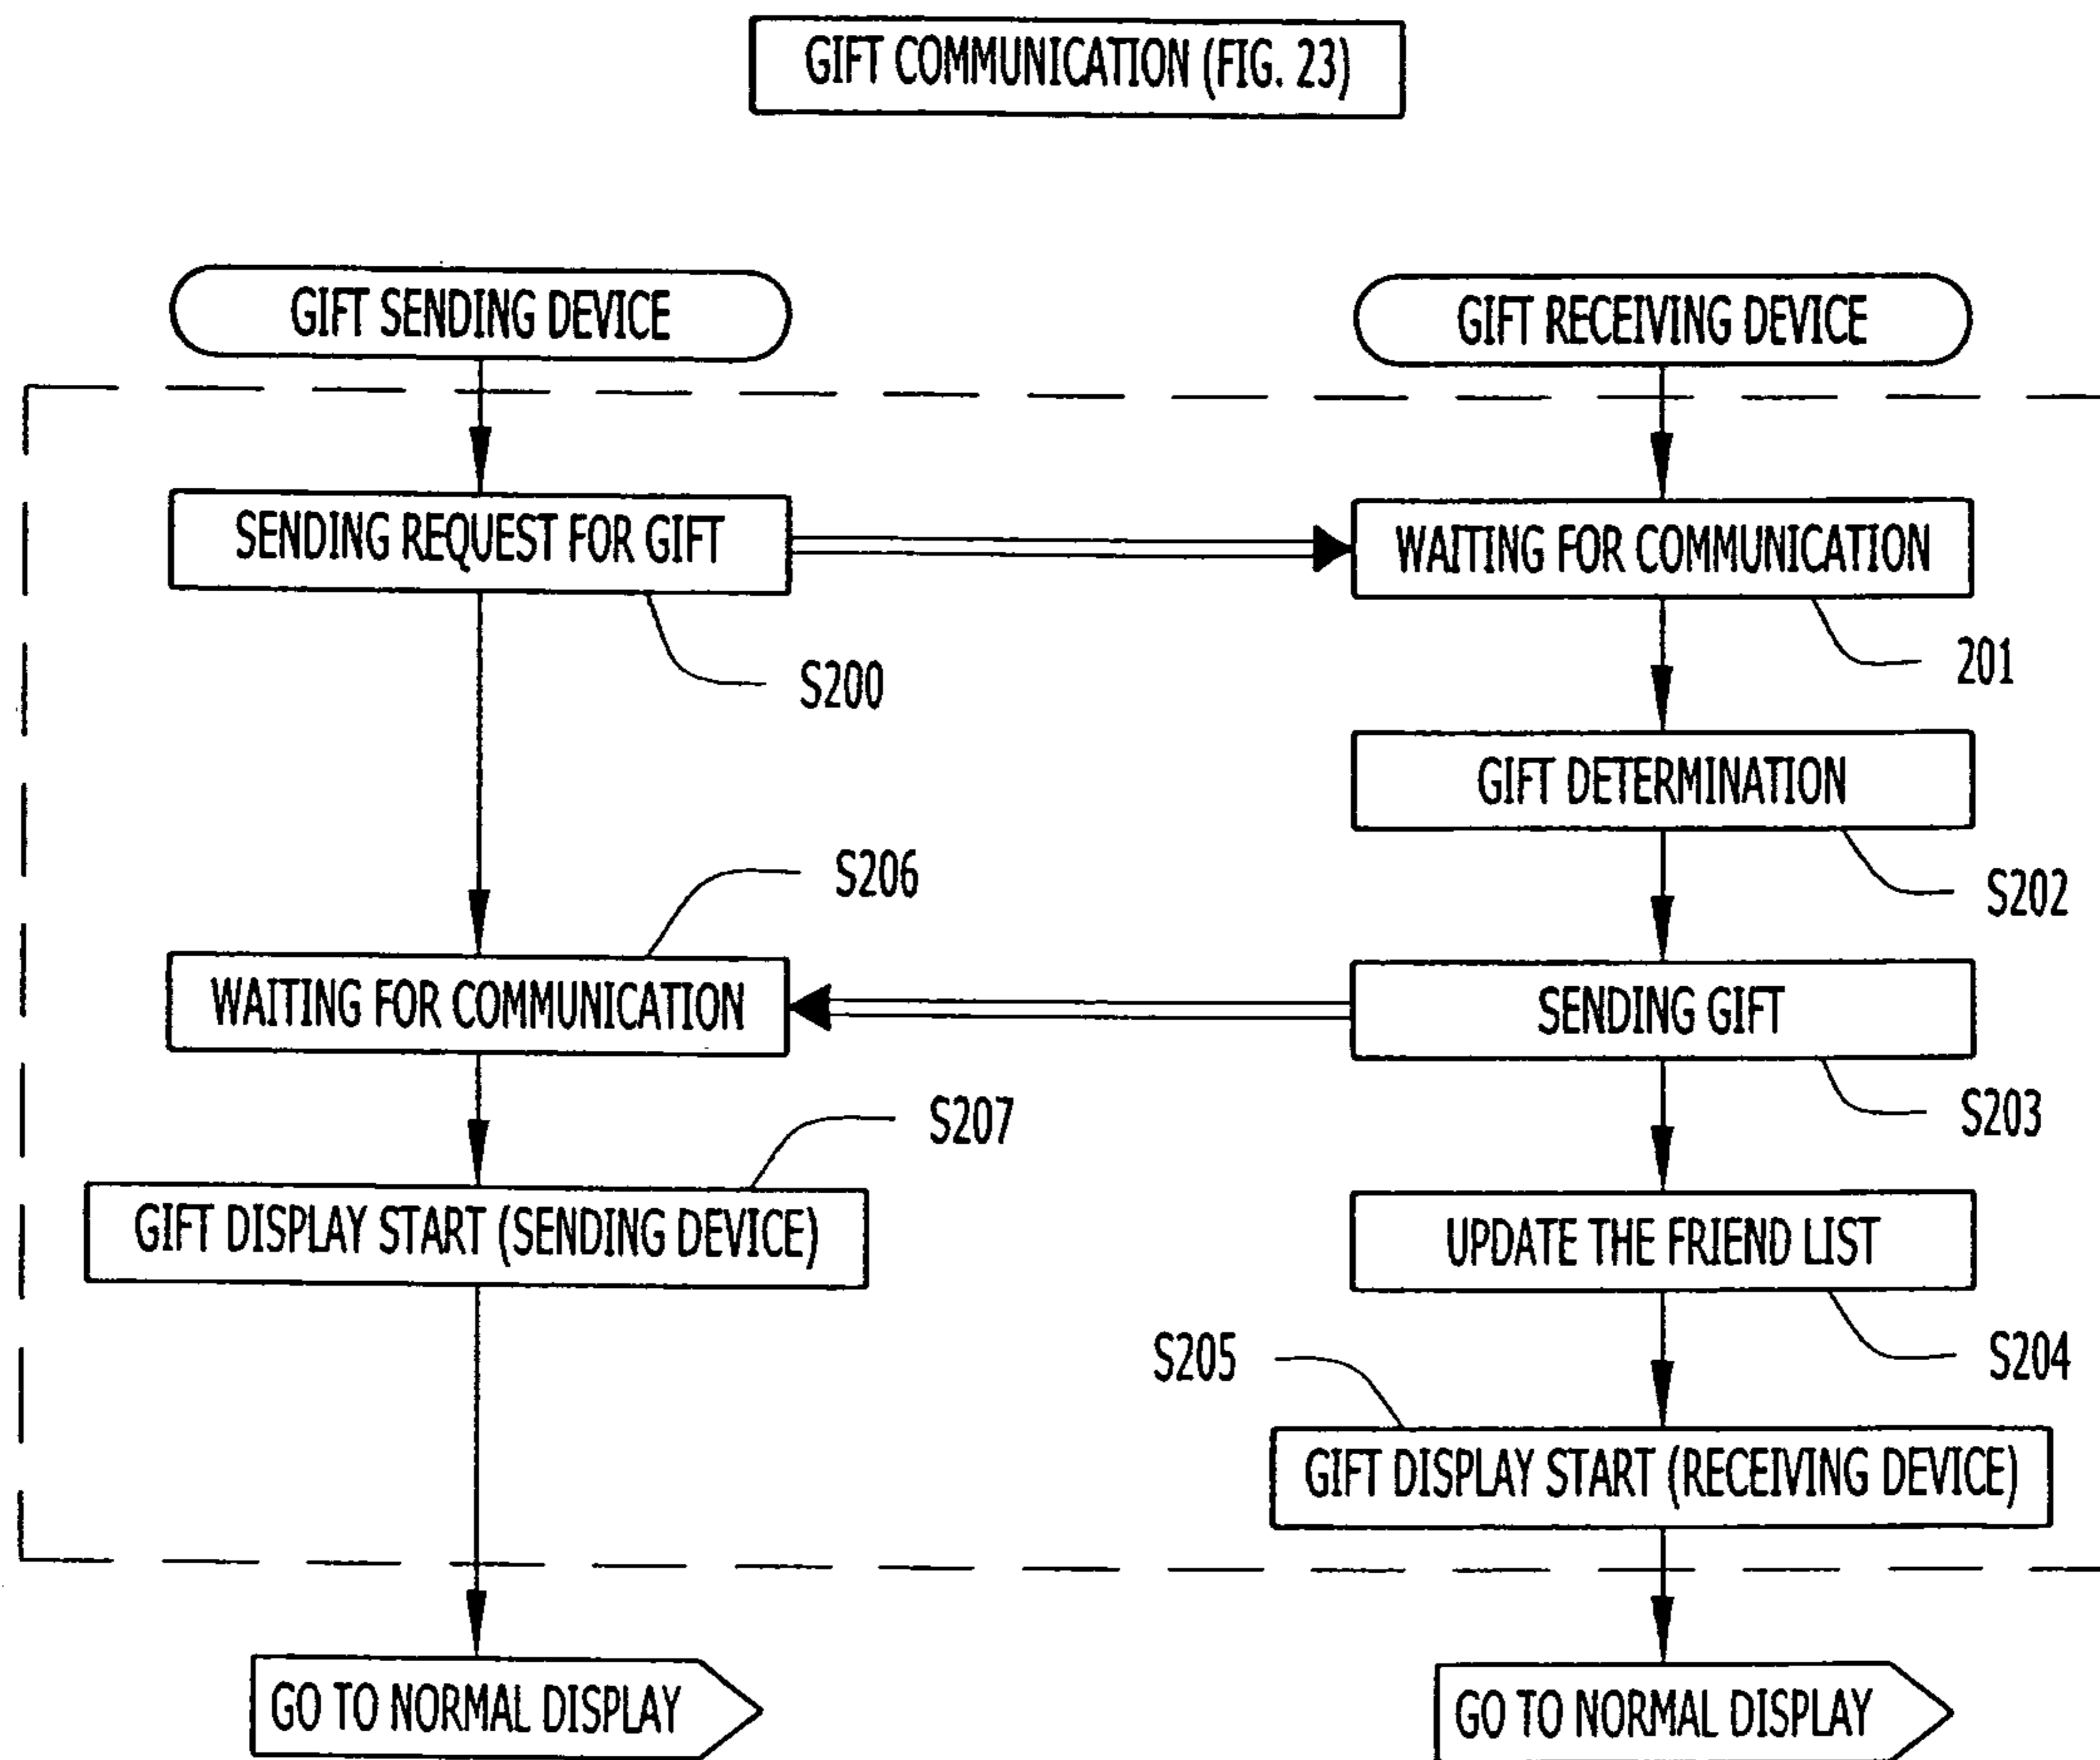 GIFT COMMUNICATION (FIG. 23)
GIFT SENDING DEVICE
GIFT RECEIVING DEVICE
SENDING REQUEST FOR GIFT
WAITING FOR COMMUNICATION
S200
201
GIFT DETERMINATION
S206
S202
WAITING FOR COMMUNICATION
SENDING GIFT
S207
S203
GIFT DISPLAY START (SENDING DEVICE)
UPDATE THE FRIEND LIST
S205
S204
GIFT DISPLAY START (RECEIVING DEVICE)
GO TO NORMAL DISPLAY
GO TO NORMAL DISPLAY